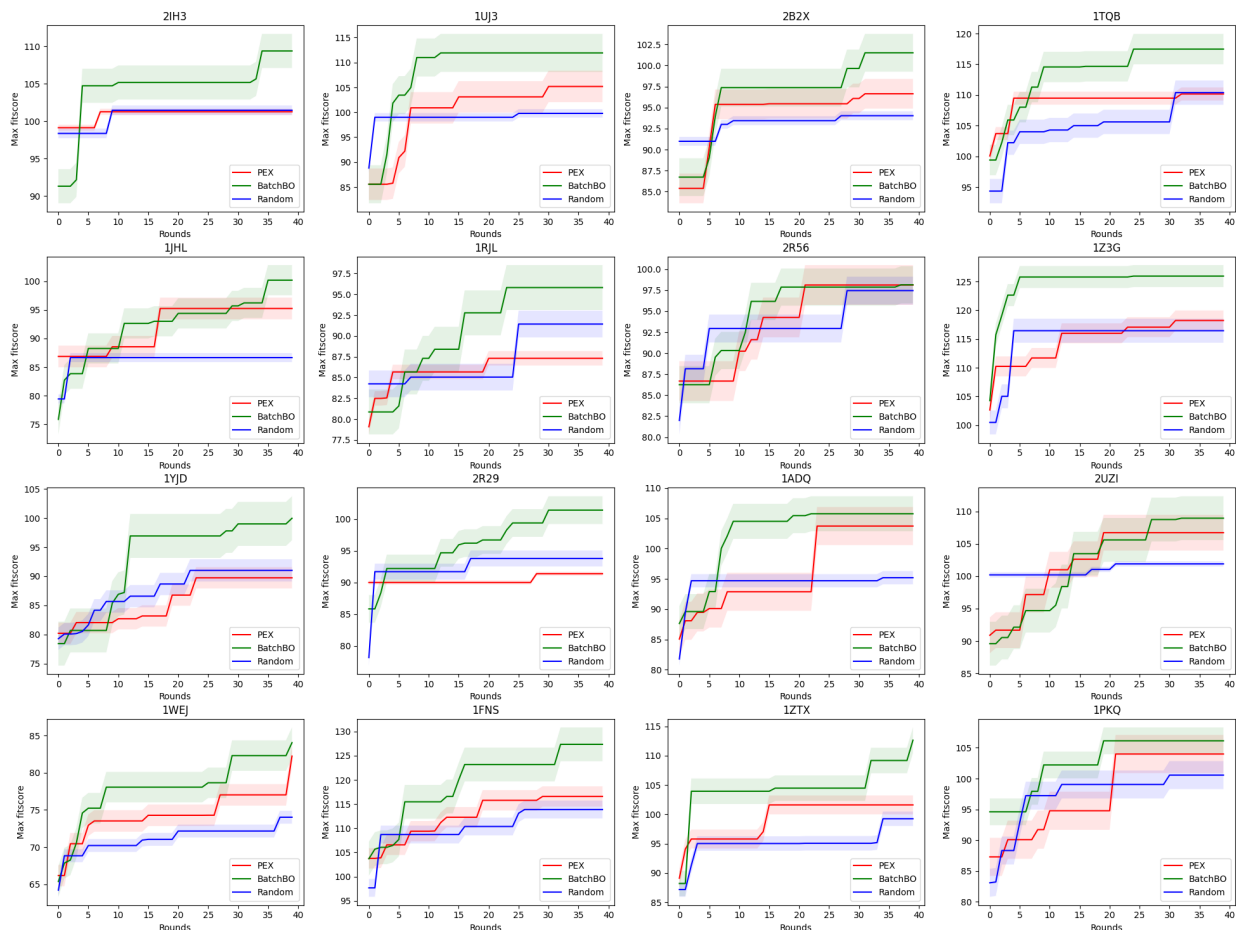 2IH3
Max fitscore
110
105
100
95
90
PEX
BatchBO
Random
0 5 10 15 20 25 30 35 40
Rounds
1UJ3
Max fitscore
115
110
105
100
95
90
85
PEX
BatchBO
Random
0 5 10 15 20 25 30 35 40
Rounds
2B2X
Max fitscore
102.5
100.0
97.5
95.0
92.5
90.0
87.5
85.0
PEX
BatchBO
Random
0 5 10 15 20 25 30 35 40
Rounds
1TQB
Max fitscore
120
115
110
105
100
95
PEX
BatchBO
Random
0 5 10 15 20 25 30 35 40
Rounds
1JHL
Max fitscore
100
95
90
85
80
75
PEX
BatchBO
Random
0 5 10 15 20 25 30 35 40
Rounds
1RJL
Max fitscore
97.5
95.0
92.5
90.0
87.5
85.0
82.5
80.0
77.5
PEX
BatchBO
Random
0 5 10 15 20 25 30 35 40
Rounds
2R56
Max fitscore
100.0
97.5
95.0
92.5
90.0
87.5
85.0
82.5
80.0
PEX
BatchBO
Random
0 5 10 15 20 25 30 35 40
Rounds
1Z3G
Max fitscore
125
120
115
110
105
100
PEX
BatchBO
Random
0 5 10 15 20 25 30 35 40
Rounds
1YJD
Max fitscore
105
100
95
90
85
80
75
PEX
BatchBO
Random
0 5 10 15 20 25 30 35 40
Rounds
2R29
Max fitscore
100
95
90
85
80
PEX
BatchBO
Random
0 5 10 15 20 25 30 35 40
Rounds
1ADQ
Max fitscore
110
105
100
95
90
85
80
PEX
BatchBO
Random
0 5 10 15 20 25 30 35 40
Rounds
2UZI
Max fitscore
110
105
100
95
90
85
PEX
BatchBO
Random
0 5 10 15 20 25 30 35 40
Rounds
1WEJ
Max fitscore
85
80
75
70
65
PEX
BatchBO
Random
0 5 10 15 20 25 30 35 40
Rounds
1FNS
Max fitscore
130
125
120
115
110
105
100
95
PEX
BatchBO
Random
0 5 10 15 20 25 30 35 40
Rounds
1ZTX
Max fitscore
115
110
105
100
95
90
85
PEX
BatchBO
Random
0 5 10 15 20 25 30 35 40
Rounds
1PKQ
Max fitscore
105
100
95
90
85
80
PEX
BatchBO
Random
0 5 10 15 20 25 30 35 40
Rounds